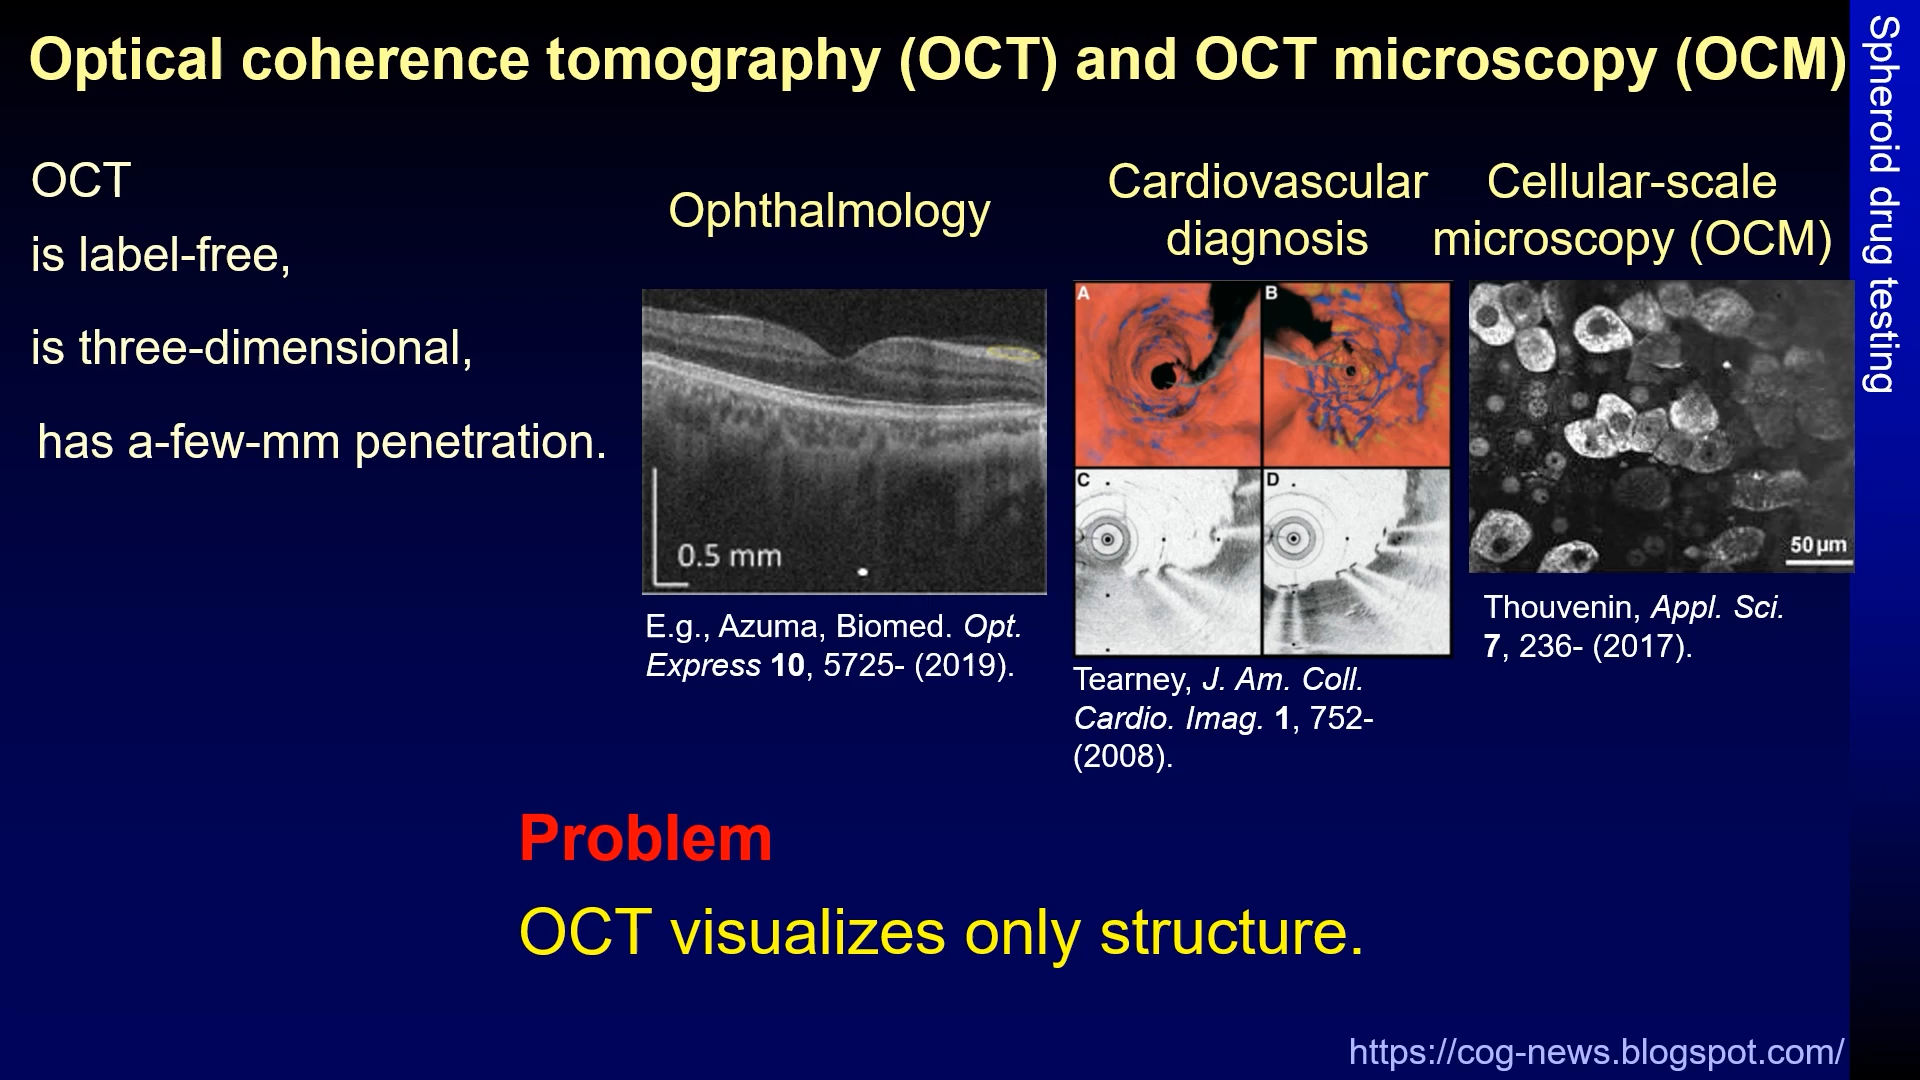 Optical coherence tomography (OCT) and OCT microscopy (OCM)
Spheroid drug testing
OCT
is label-free,
is three-dimensional,
has a-few-mm penetration.
Ophthalmology
0.5 mm
E.g., Azuma, Biomed. Opt.
Express 10, 5725- (2019).
Cardiovascular
diagnosis
A
B
C
D
Tearney, J. Am. Coll.
Cardio. Imag. 1, 752-
(2008).
Cellular-scale
microscopy (OCM)
50 µm
Thouvenin, Appl. Sci.
7, 236- (2017).
Problem
OCT visualizes only structure.
https://cog-news.blogspot.com/